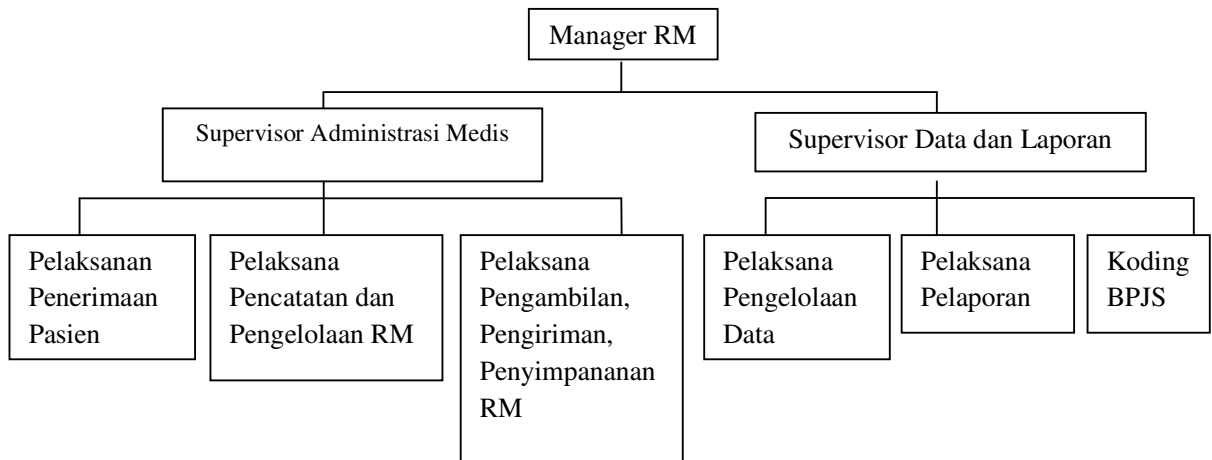 Manager RM
Supervisor Administrasi Medis
Supervisor Data dan Laporan
Pelaksanan
Penerimaan
Pasien
Pelaksana
Pencatatan dan
Pengelolaan RM
Pelaksana
Pengambilan,
Pengiriman,
Penyimpananan
RM
Pelaksana
Pengelolaan
Data
Pelaksana
Pelaporan
Koding
BPJS